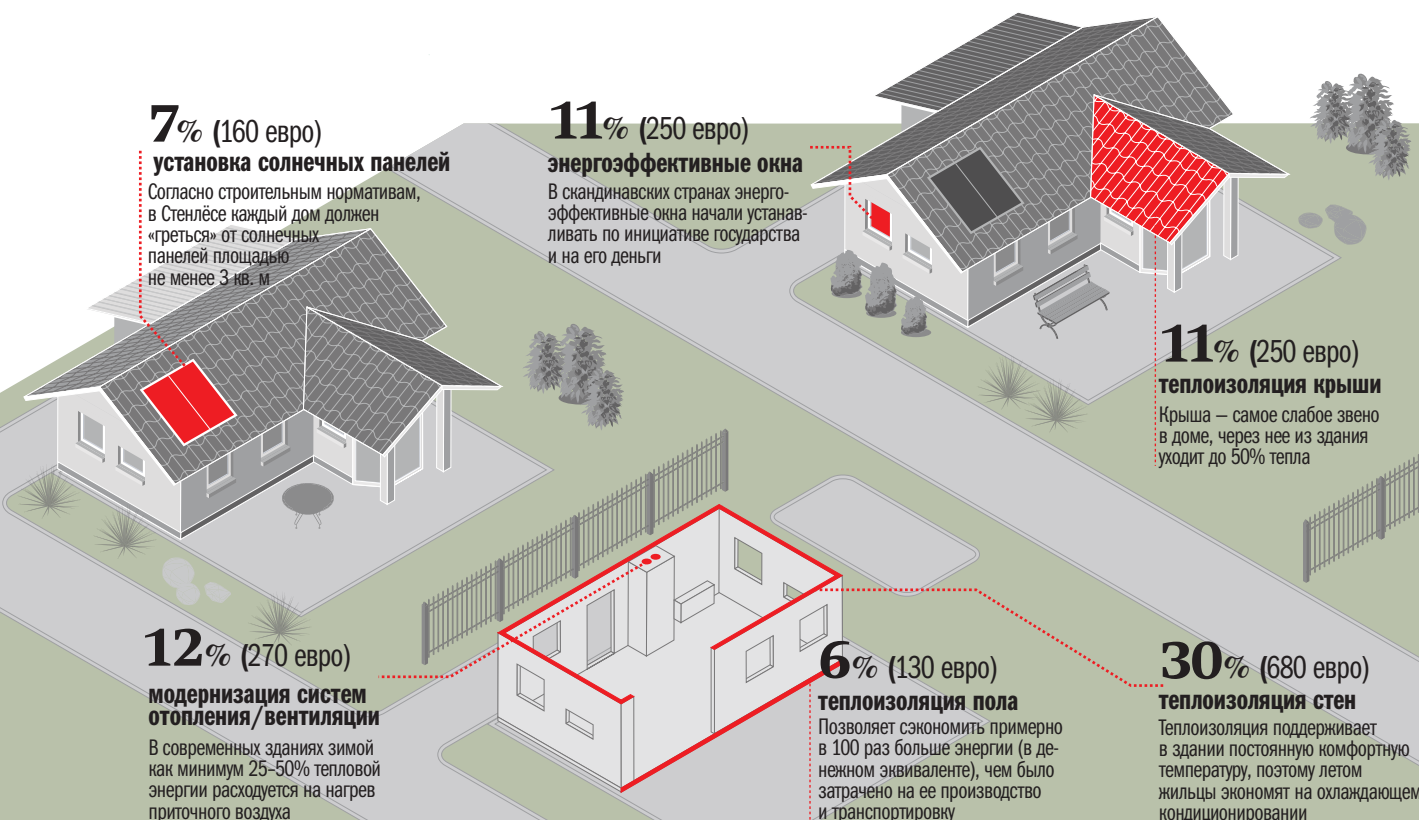 7% (160 евро)
установка солнечных панелей
Согласно строительным нормативам,
в Стенлёсе каждый дом должен
«греться» от солнечных
панелей площадью
не менее 3 кв. м
11% (250 евро)
энергоэффективные окна
В скандинавских странах энерго-
эффективные окна начали устанав-
ливать по инициативе государства
и на его деньги
11% (250 евро)
теплоизоляция крыши
Крыша — самое слабое звено
в доме, через нее из здания
уходит до 50% тепла
12% (270 евро)
модернизация систем
отопления/вентиляции
В современных зданиях зимой
как минимум 25–50% тепловой
энергии расходуется на нагрев
приточного воздуха
6% (130 евро)
теплоизоляция пола
Позволяет сэкономить примерно
в 100 раз больше энергии (в де-
нежном эквиваленте), чем было
затрачено на ее производство
и транспортировку
30% (680 евро)
теплоизоляция стен
Теплоизоляция поддерживает
в здании постоянную комфортную
температуру, поэтому летом
жильцы экономят на охлаждающем
кондиционировании